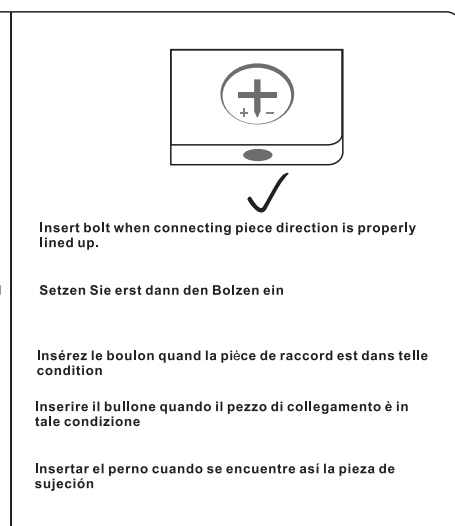 + −
Insert bolt when connecting piece direction is properly
lined up.
Setzen Sie erst dann den Bolzen ein
Insérez le boulon quand la pièce de raccord est dans telle
condition
Inserire il bullone quando il pezzo di collegamento è in
tale condizione
Insertar el perno cuando se encuentre así la pieza de
sujeción